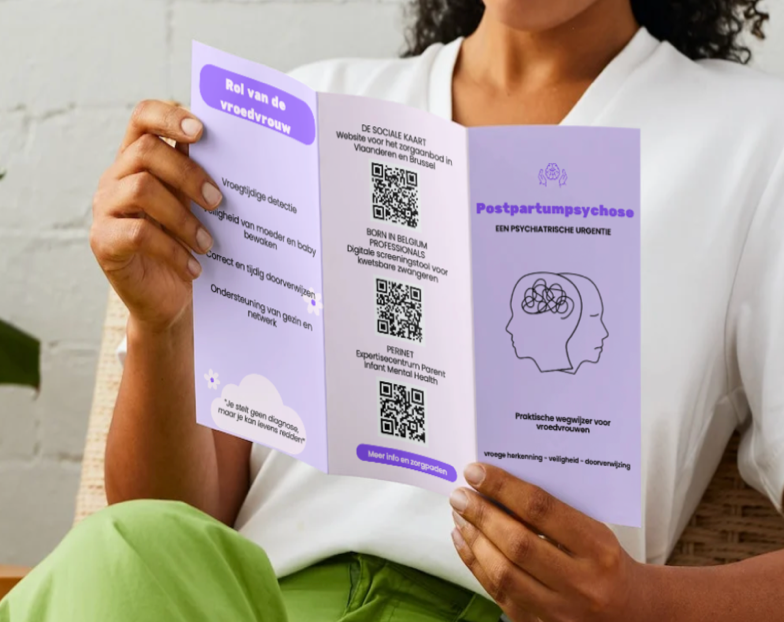 Rol van de
vroedvrouw
Vroegtijdige detectie
veiligheid van moeder en baby
bewaken
Correct en tijdig doorverwijzen
Ondersteuning van gezin en
netwerk
"Je stelt geen diagnose,
maar je kan levens redden"
DE SOCIALE KAART
Website voor het zorgaanbod in
Vlaanderen en Brussel
BORN IN BELGIUM
PROFESSIONALS
Digitale screeningstool voor
kwetsbare zwangeren
PERINET
Expertisecentrum Parent
Infant Mental Health
Meer info en zorgpaden
Postpartumpsychose
EEN PSYCHIATRISCHE URGENTIE
Praktische wegwijzer voor
vroedvrouwen
vroege herkenning - veiligheid - doorverwijzing